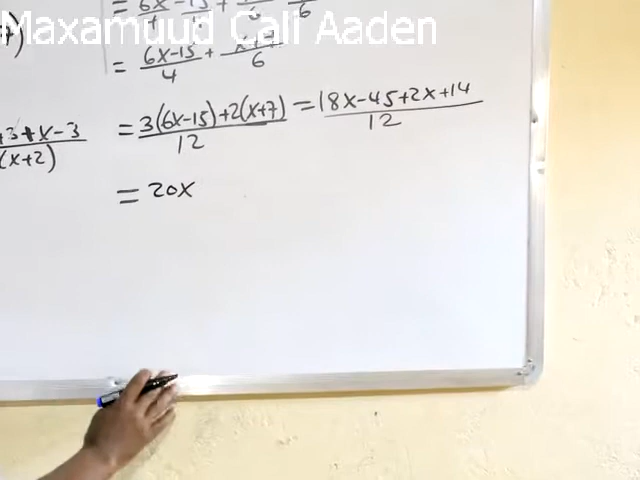 Maxamuud Cali Aaden
= 6x-15/4 + x+7/6
+3+x-3
(x+2)
= 3(6x-15)+2(x+7)/12 = 18x-45+2x+14/12
= 20x